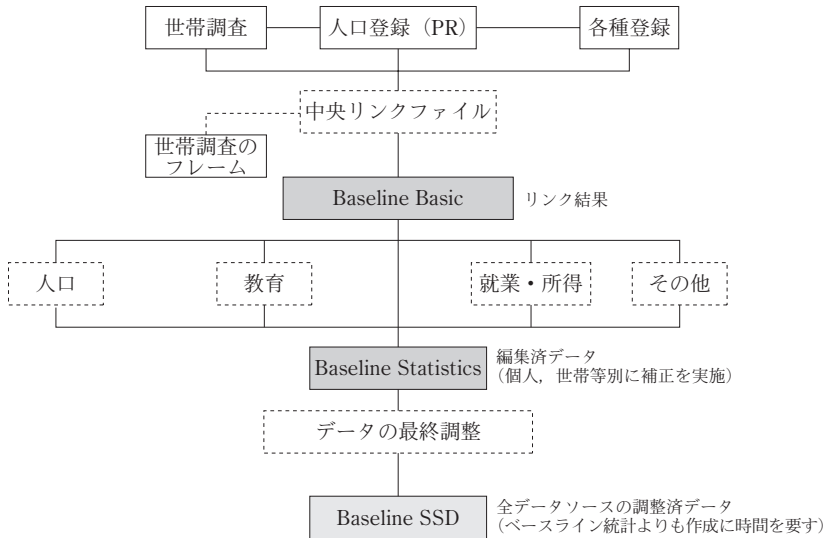 世帯調査
人口登録（PR）
各種登録
中央リンクファイル
世帯調査の
フレーム
Baseline Basic
リンク結果
人口
教育
就業・所得
その他
Baseline Statistics
編集済データ
（個人，世帯等別に補正を実施）
データの最終調整
Baseline SSD
全データソースの調整済データ
（ベースライン統計よりも作成に時間を要す）